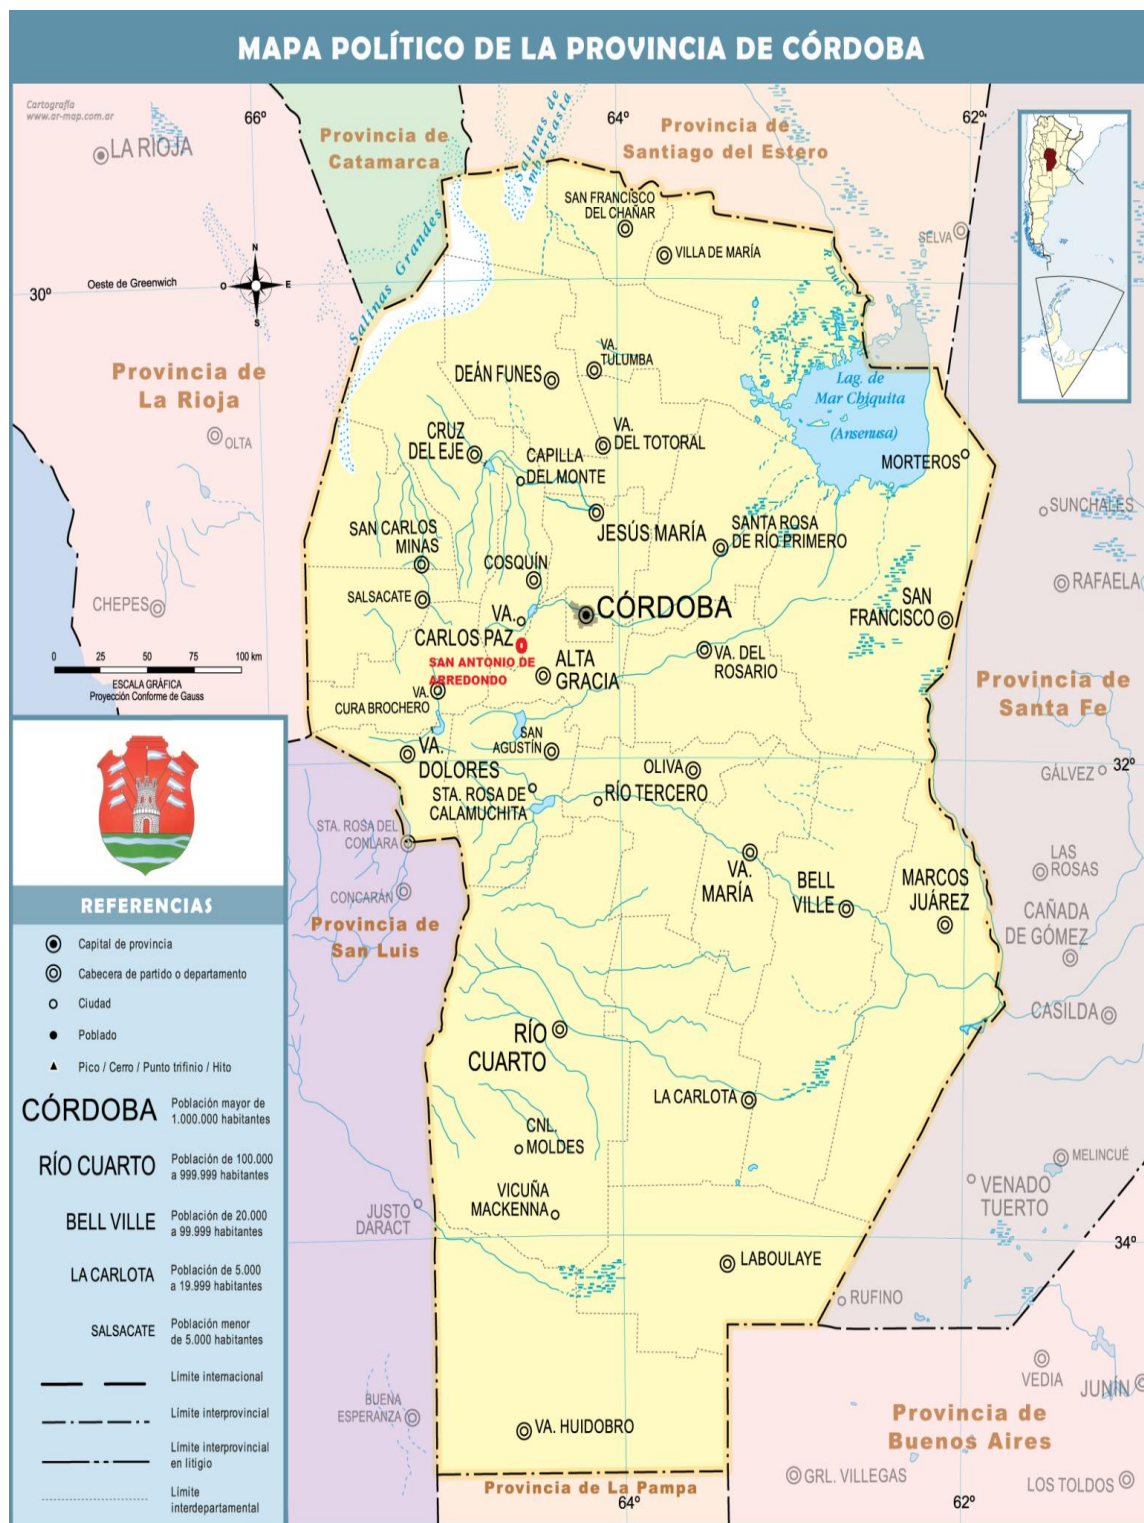 MAPA POLÍTICO DE LA PROVINCIA DE CÓRDOBA
Cartografía
www.ar-map.com.ar
66º
64º
62º
LA RIOJA
Provincia de
Catamarca
Salinas de
Ambargasta
Provincia de
Santiago del Estero
SAN FRANCISCO
DEL CHAÑAR
VILLA DE MARÍA
SELVA
R. Dulce
Salinas Grandes
N
O
E
S
Oeste de Greenwich
30º
Provincia de
La Rioja
OLTA
VA.
TULUMBA
DEÁN FUNES
Lag. de
Mar Chiquita
(Ansenusa)
CRUZ
DEL EJE
VA.
DEL TOTORAL
CAPILLA
DEL MONTE
MORTEROS
SUNCHALES
SAN CARLOS
MINAS
JESÚS MARÍA
SANTA ROSA
DE RÍO PRIMERO
COSQUÍN
RAFAELA
CHEPES
SALSACATE
CÓRDOBA
SAN
FRANCISCO
VA.
CARLOS PAZ
SAN ANTONIO DE
ARREDONDO
ALTA
GRACIA
VA. DEL
ROSARIO
0
25
50
75
100 km
ESCALA GRÁFICA
Proyección Conforme de Gauss
VA.
CURA BROCHERO
Provincia de
Santa Fe
SAN
AGUSTÍN
VA.
DOLORES
OLIVA
GÁLVEZ
32º
STA. ROSA DE
CALAMUCHITA
RÍO TERCERO
STA. ROSA DEL
CONLARA
VA.
MARÍA
BELL
VILLE
MARCOS
JUÁREZ
LAS
ROSAS
CONCARÁN
CAÑADA
DE GÓMEZ
Provincia de
San Luis
CASILDA
RÍO
CUARTO
LA CARLOTA
CNL.
MOLDES
MELINCUÉ
VICUÑA
MACKENNA
VENADO
TUERTO
JUSTO
DARACT
34º
LABOULAYE
RUFINO
VEDIA
JUNÍN
BUENA
ESPERANZA
VA. HUIDOBRO
Provincia de
Buenos Aires
GRL. VILLEGAS
LOS TOLDOS
Provincia de La Pampa
64º
62º
REFERENCIAS
Capital de provincia
Cabecera de partido o departamento
Ciudad
Poblado
Pico / Cerro / Punto trifinio / Hito
CÓRDOBA
Población mayor de
1.000.000 habitantes
RÍO CUARTO
Población de 100.000
a 999.999 habitantes
BELL VILLE
Población de 20.000
a 99.999 habitantes
LA CARLOTA
Población de 5.000
a 19.999 habitantes
SALSACATE
Población menor
de 5.000 habitantes
Límite internacional
Límite interprovincial
Límite interprovincial
en litigio
Límite
interdepartamental